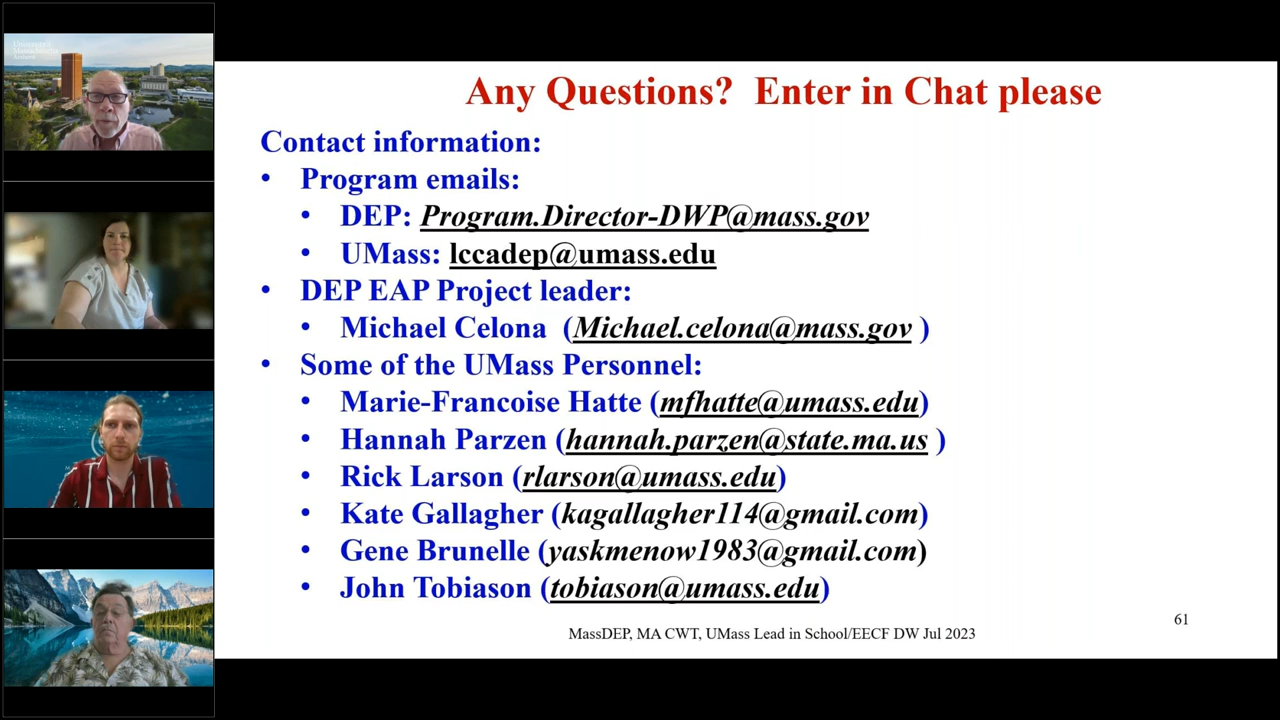 Any Questions? Enter in Chat please
Contact information:
• Program emails:
• DEP: Program.Director-DWP@mass.gov
• UMass: lccadep@umass.edu
• DEP EAP Project leader:
• Michael Celona (Michael.celona@mass.gov )
• Some of the UMass Personnel:
• Marie-Francoise Hatte (mfhatte@umass.edu)
• Hannah Parzen (hannah.parzen@state.ma.us )
• Rick Larson (rlarson@umass.edu)
• Kate Gallagher (kagallagher114@gmail.com)
• Gene Brunelle (yaskmenow1983@gmail.com)
• John Tobiason (tobiason@umass.edu)
61
MassDEP, MA CWT, UMass Lead in School/EECF DW Jul 2023